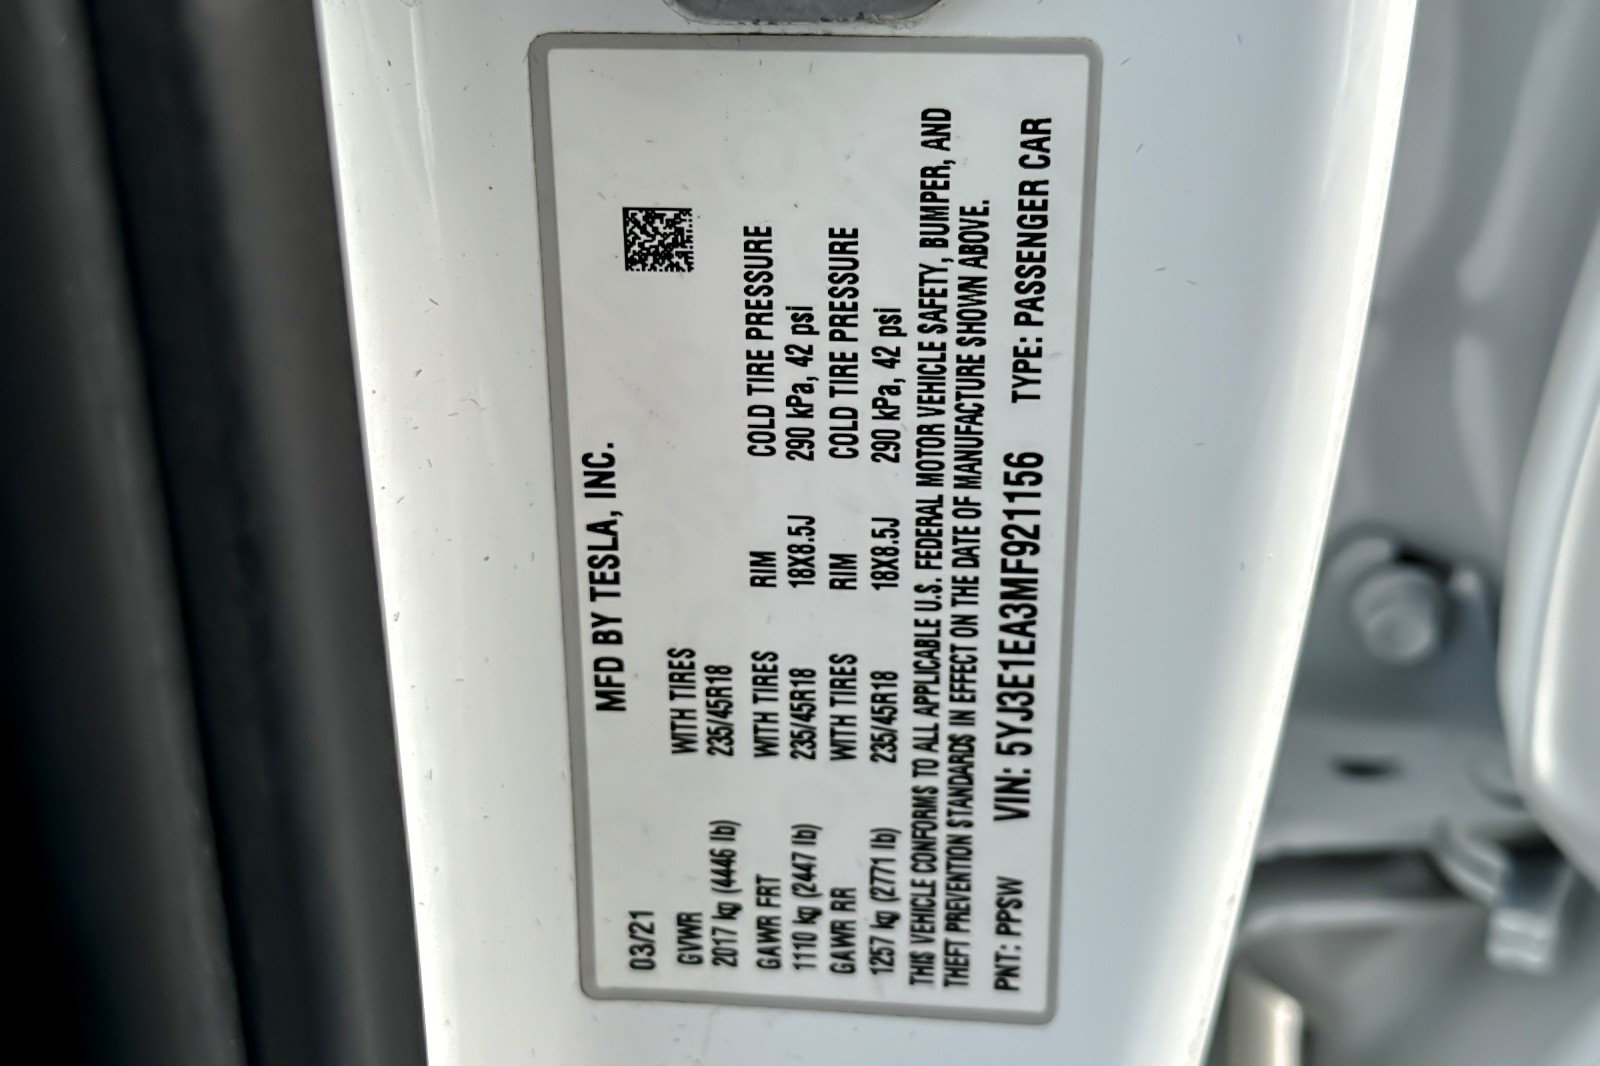 MFD BY TESLA, INC.
03/21
GVWR WITH TIRES
2017 kg (4446 lb) 235/45R18
GAWR FRT WITH TIRES RIM COLD TIRE PRESSURE
1110 kg (2447 lb) 235/45R18 18X8.5J 290 kPa, 42 psi
GAWR RR WITH TIRES RIM COLD TIRE PRESSURE
1257 kg (2771 lb) 235/45R18 18X8.5J 290 kPa, 42 psi
THIS VEHICLE CONFORMS TO ALL APPLICABLE U.S. FEDERAL MOTOR VEHICLE SAFETY, BUMPER, AND
THEFT PREVENTION STANDARDS IN EFFECT ON THE DATE OF MANUFACTURE SHOWN ABOVE.
PNT: PPSW VIN: 5YJ3E1EA3MF921156 TYPE: PASSENGER CAR